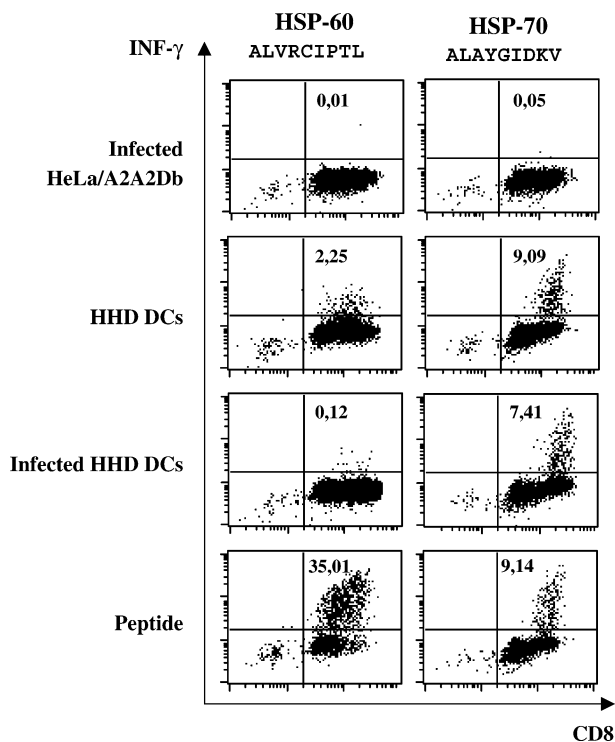 HSP-60 HSP-70
INF-γ ALVRCIPTL ALAYGIDKV
0,01 0,05
Infected
HeLa/A2A2Db
2,25 9,09
HHD DCs
0,12 7,41
Infected HHD DCs
35,01 9,14
Peptide
CD8